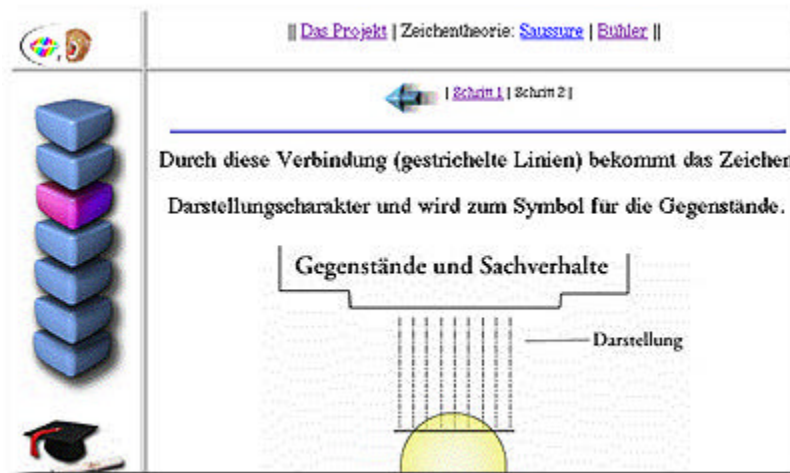 || Das Projekt | Zeichentheorie: Saussure | Bühler ||
| Schritt 1 | Schritt 2 |
Durch diese Verbindung (gestrichelte Linien) bekommt das Zeichen
Darstellungscharakter und wird zum Symbol für die Gegenstände.
Gegenstände und Sachverhalte
Darstellung